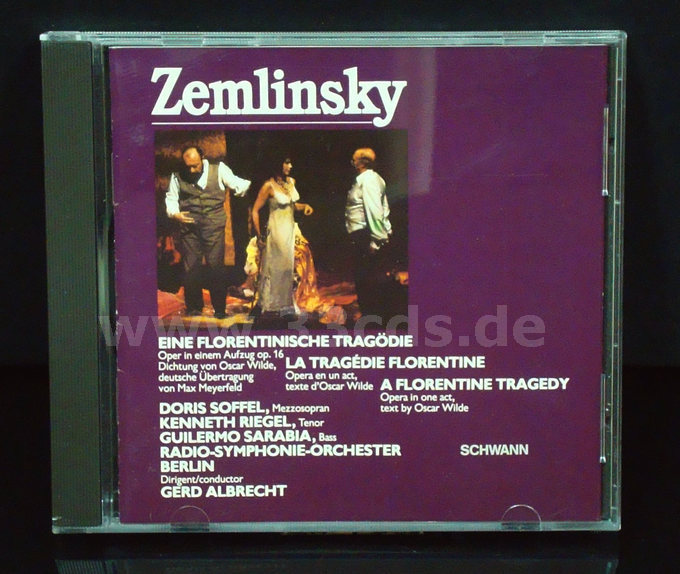 Zemlinsky
www.33cds.de
EINE FLORENTINISCHE TRAGÖDIE
Oper in einem Aufzug op. 16
Dichtung von Oscar Wilde,
deutsche Übertragung
von Max Meyerfeld
LA TRAGÉDIE FLORENTINE
Opera en un act,
texte d'Oscar Wilde
A FLORENTINE TRAGEDY
Opera in one act,
text by Oscar Wilde
DORIS SOFFEL, Mezzosopran
KENNETH RIEGEL, Tenor
GUILERMO SARABIA, Bass
RADIO-SYMPHONIE-ORCHESTER
BERLIN
Dirigent/conductor
GERD ALBRECHT
SCHWANN